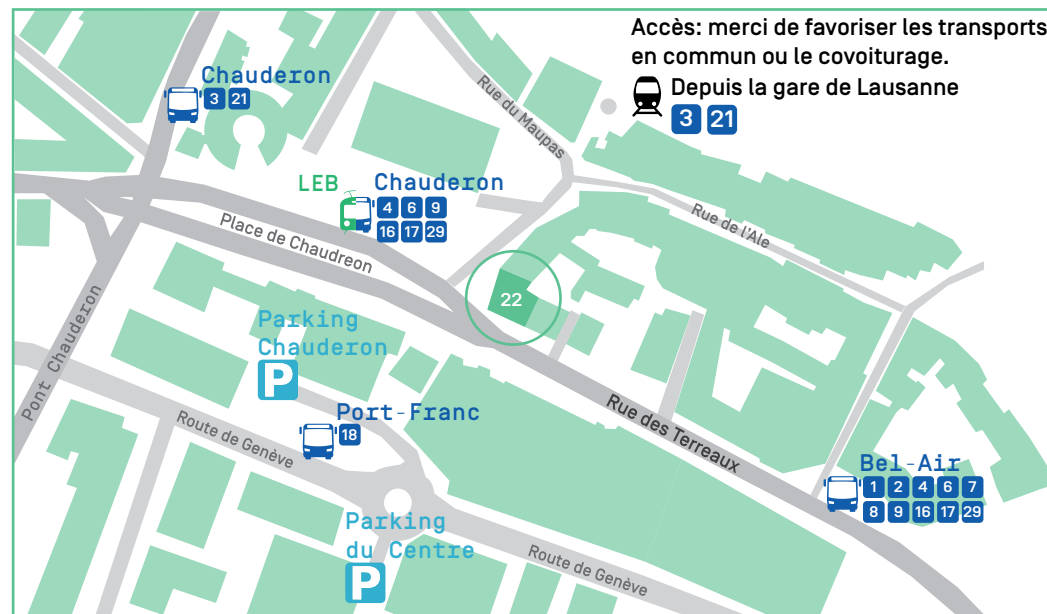 Accès: merci de favoriser les transports
en commun ou le covoiturage.
Depuis la gare de Lausanne
3 21
Chauderon
3 21
Rue du Maupas
LEB
Chauderon
4 6 9
16 17 29
Rue de l'Ale
Place de Chaudreon
22
Pont Chauderon
Parking
Chauderon
P
Port-Franc
18
Route de Genève
Rue des Terreaux
Bel-Air
1 2 4 6 7
8 9 16 17 29
Parking
du Centre
P
Route de Genève